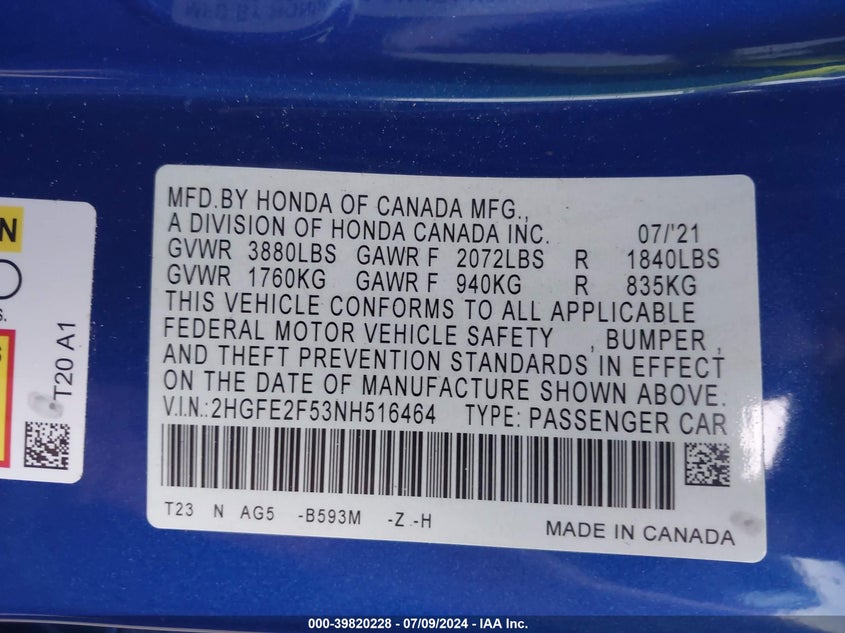 MFD.BY HONDA OF CANADA MFG.,
A DIVISION OF HONDA CANADA INC. 07/'21
GVWR 3880LBS GAWR F 2072LBS R 1840LBS
GVWR 1760KG GAWR F 940KG R 835KG
THIS VEHICLE CONFORMS TO ALL APPLICABLE
FEDERAL MOTOR VEHICLE SAFETY , BUMPER ,
AND THEFT PREVENTION STANDARDS IN EFFECT
ON THE DATE OF MANUFACTURE SHOWN ABOVE.
V.I.N.:2HGFE2F53NH516464 TYPE: PASSENGER CAR
T23 N AG5 -B593M -Z -H
MADE IN CANADA
T20 A1
000-39820228 - 07/09/2024 - IAA Inc.